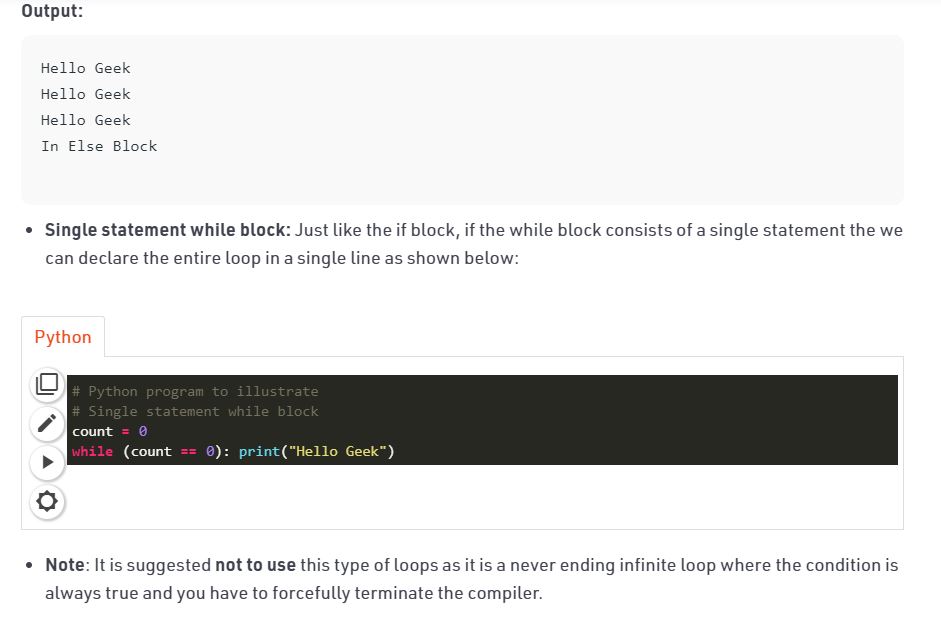 Output:
Hello Geek
Hello Geek
Hello Geek
In Else Block
• Single statement while block: Just like the if block, if the while block consists of a single statement the we
can declare the entire loop in a single line as shown below:
Python
# Python program to illustrate
# Single statement while block
count = 0
while (count == 0): print("Hello Geek")
• Note: It is suggested not to use this type of loops as it is a never ending infinite loop where the condition is
always true and you have to forcefully terminate the compiler.